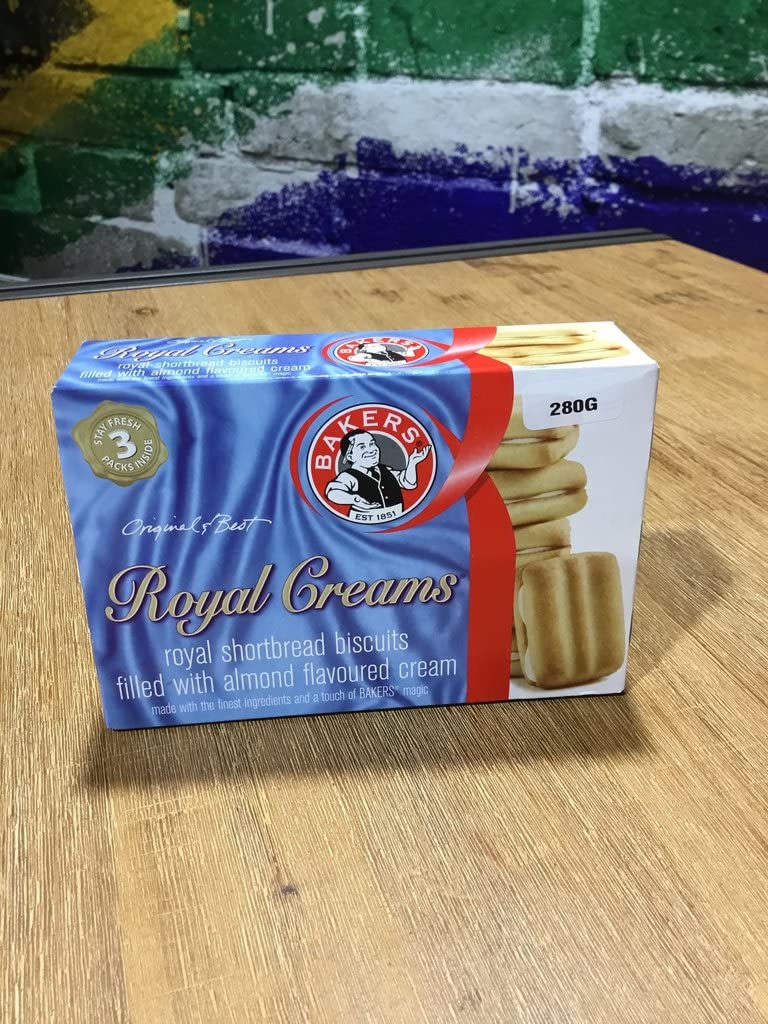 Royal Creams
royal shortbread biscuits
filled with almond flavoured cream
BAKERS
280G
STAY FRESH
3
PACKS INSIDE
BAKERS®
EST 1851
Original & Best
Royal Creams
royal shortbread biscuits
filled with almond flavoured cream
made with the finest ingredients and a touch of BAKERS® magic